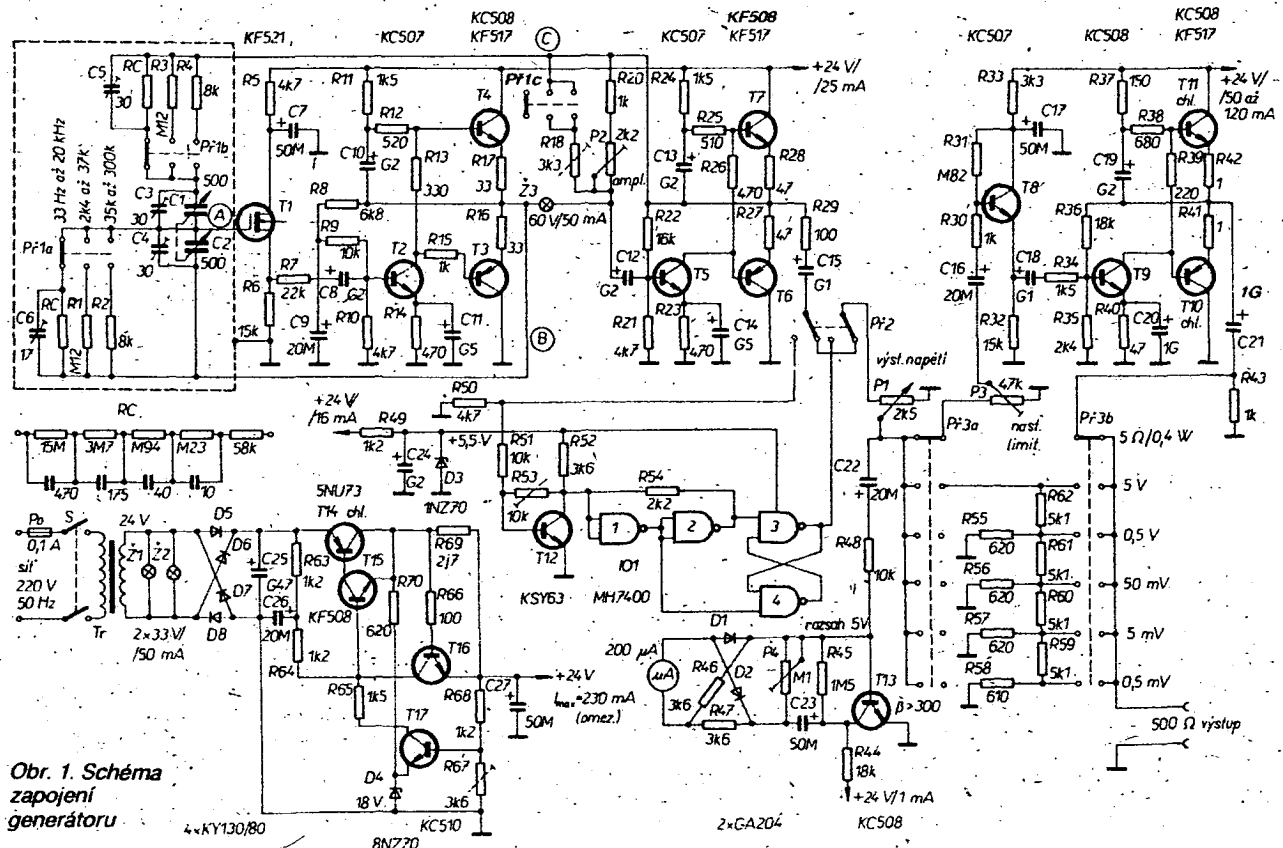 KC508
KF508
KC508
KF521
KC507
KF517
KC507
KF517
KC507
KC508
KF517
C5
30
RC
R3
R4
M12
8k
Př1b
500
33 Hz až 20 kHz
2k4 až 37k
35k až 300k
C3
30
C1
A
C4
30
C2
500
Př1a
RC
R1
R2
C6
17
M12
8k
R5
4k7
C7
50M
T1
R6
15k
R7
22k
R11
1k5
R12
520
C10
G2
R13
330
R8
6k8
R9
10k
C8
G2
C9
20M
R10
4k7
T2
R14
470
R15
1k
C11
G5
T4
R17
33
R16
33
T3
B
C
Př1c
R18
3k3
P2
2k2
ampl.
R20
1k
Ž3
60 V/50 mA
C12
G2
R24
1k5
R25
510
C13
G2
R26
470
R22
16k
R21
4k7
T5
R23
470
C14
G5
T7
R28
47
R27
47
T6
+24 V/
/25 mA
R29
100
C15
G1
Př2
R33
3k3
C17
50M
R31
M82
T8
R30
1k
C16
20M
R32
15k
C18
G1
R34
1k5
R36
18k
R35
2k4
R37
150
R38
680
C19
G2
R39
220
T9
R40
47
C20
1G
T11
chl.
R42
1
R41
1
T10
chl.
+24 V/
/50 až
120 mA
1G
C21
R43
1k
výst. napětí
P1
2k5
P3
47k
nast.
limit.
Př3a
Př3b
5 Ω/0,4 W
5 V
0,5 V
50 mV
5 mV
0,5 mV
500 Ω výstup
R62
5k1
R61
5k1
R60
5k1
R59
5k1
R55
620
R56
620
R57
620
R58
610
RC
15M
3M7
M94
M23
58k
470
175
40
10
+24 V/
/16 mA
R49
1k2
R50
4k7
C24
G2
+5,5 V
D3
1NZ70
R51
10k
R52
3k6
R53
10k
T12
KSY63
R54
2k2
1
2
3
4
IO1
MH7400
C22
20M
R48
10k
rozsah 5V
Po
0,1 A
S
síť
220 V
50 Hz
Tr
24 V
Ž1
Ž2
2×33V/
/50 mA
D5
D6
D7
D8
C25
G47
C26
20M
R63
1k2
R64
1k2
5NU73
T14 chl.
T15
KF508
R69
2j7
R70
620
R66
100
T16
R65
1k5
T17
R68
1k2
C27
50M
+24 V
Imax=230 mA
(omez.)
D4
18 V
R67
3k6
KC510
8NZ70
4×KY130/80
200 μA
μA
D1
D2
R46
3k6
R47
3k6
P4
M1
R45
1M5
C23
50M
T13
β>300
R44
18k
+24 V/1 mA
2×GA204
KC508
Obr. 1. Schéma
zapojení
generátoru